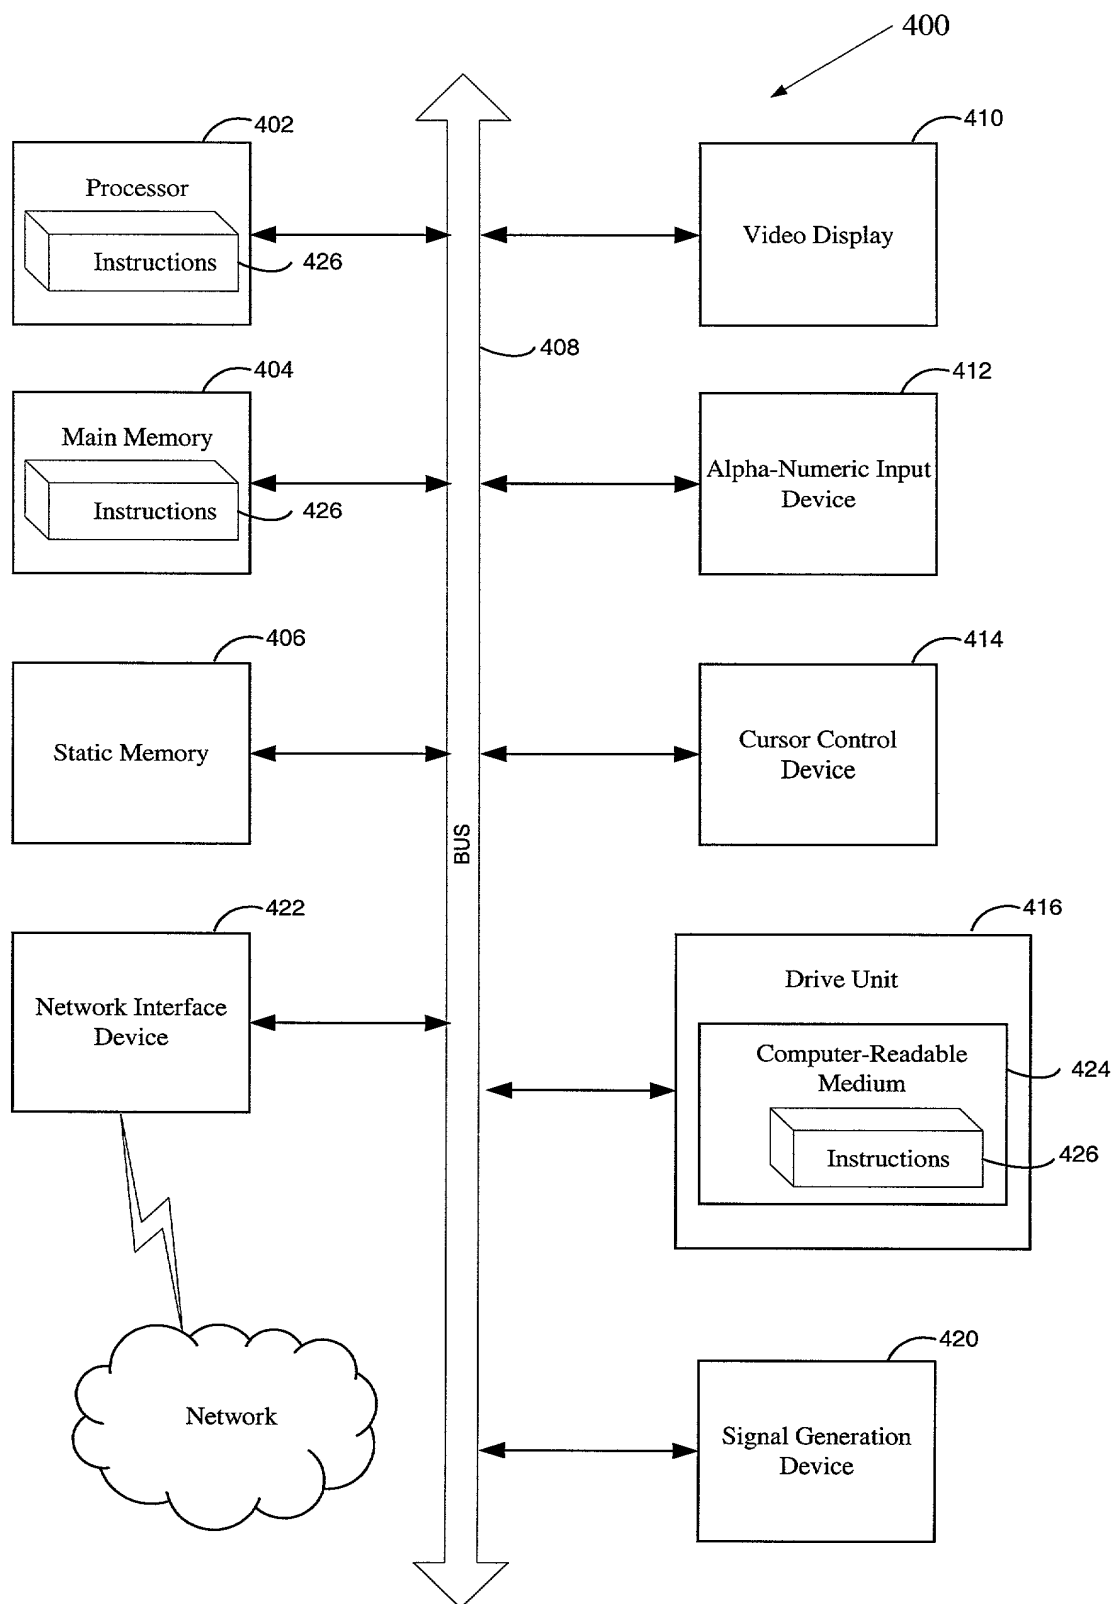 400
402
Processor
Instructions
426
410
Video Display
408
404
Main Memory
Instructions
426
412
Alpha-Numeric Input
Device
406
Static Memory
414
Cursor Control
Device
BUS
422
Network Interface
Device
416
Drive Unit
Computer-Readable
Medium
424
Instructions
426
Network
420
Signal Generation
Device